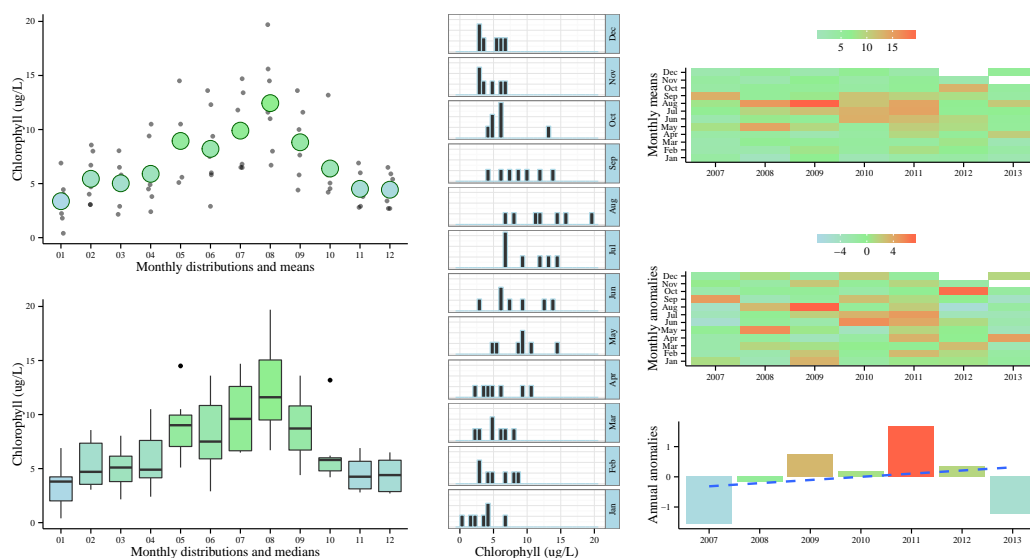 20
15
10
5
0
Chlorophyll (ug/L)
01 02 03 04 05 06 07 08 09 10 11 12
Monthly distributions and means
20
15
10
5
0
Chlorophyll (ug/L)
01 02 03 04 05 06 07 08 09 10 11 12
Monthly distributions and medians
Dec
Nov
Oct
Sep
Aug
Jul
Jun
May
Apr
Mar
Feb
Jan
0 5 10 15 20
Chlorophyll (ug/L)
5 15
Monthly means
Dec
Nov
Oct
Sep
Aug
Jul
Jun
May
Apr
Mar
Feb
Jan
2007 2008 2009 2010 2011 2012 2013
−4 4
Monthly anomalies
Dec
Nov
Oct
Sep
Aug
Jul
Jun
May
Apr
Mar
Feb
Jan
2007 2008 2009 2010 2011 2012 2013
Annual anomalies
1
0
−1
2007 2008 2009 2010 2011 2012 2013